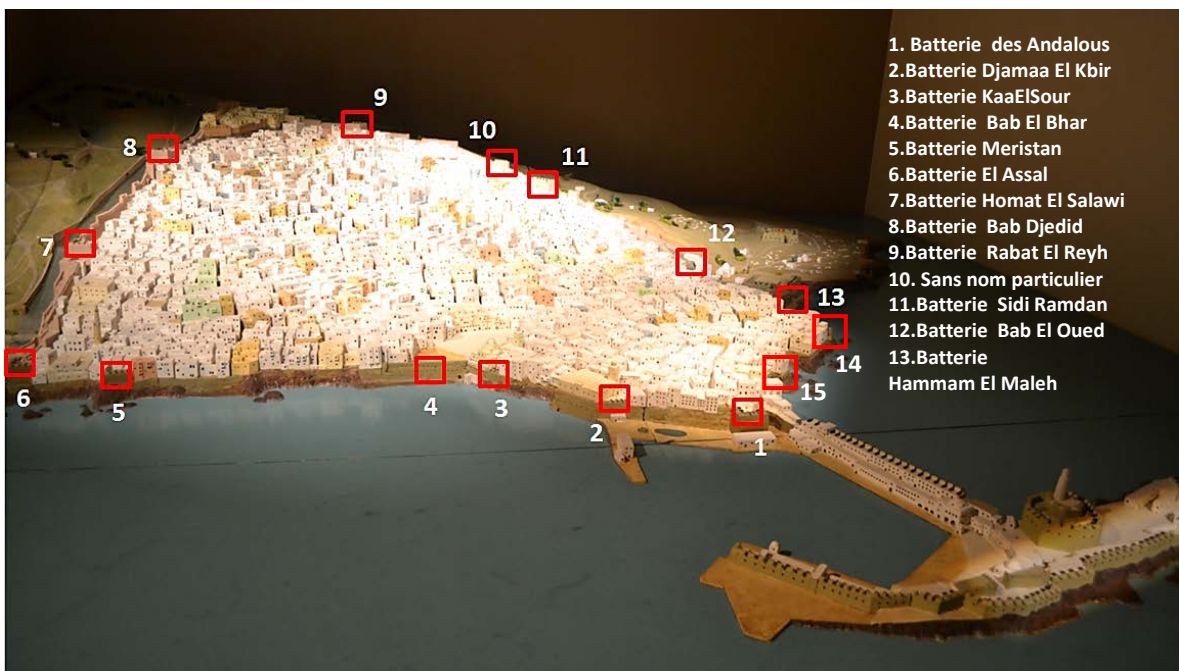 1. Batterie des Andalous
2.Batterie Djamaa El Kbir
3.Batterie KaaElSour
4.Batterie Bab El Bhar
5.Batterie Meristan
6.Batterie El Assal
7.Batterie Homat El Salawi
8.Batterie Bab Djedid
9.Batterie Rabat El Reyh
10. Sans nom particulier
11.Batterie Sidi Ramdan
12.Batterie Bab El Oued
13.Batterie
Hammam El Maleh
9
10
8
11
12
7
13
14
15
6
5
4
3
2
1